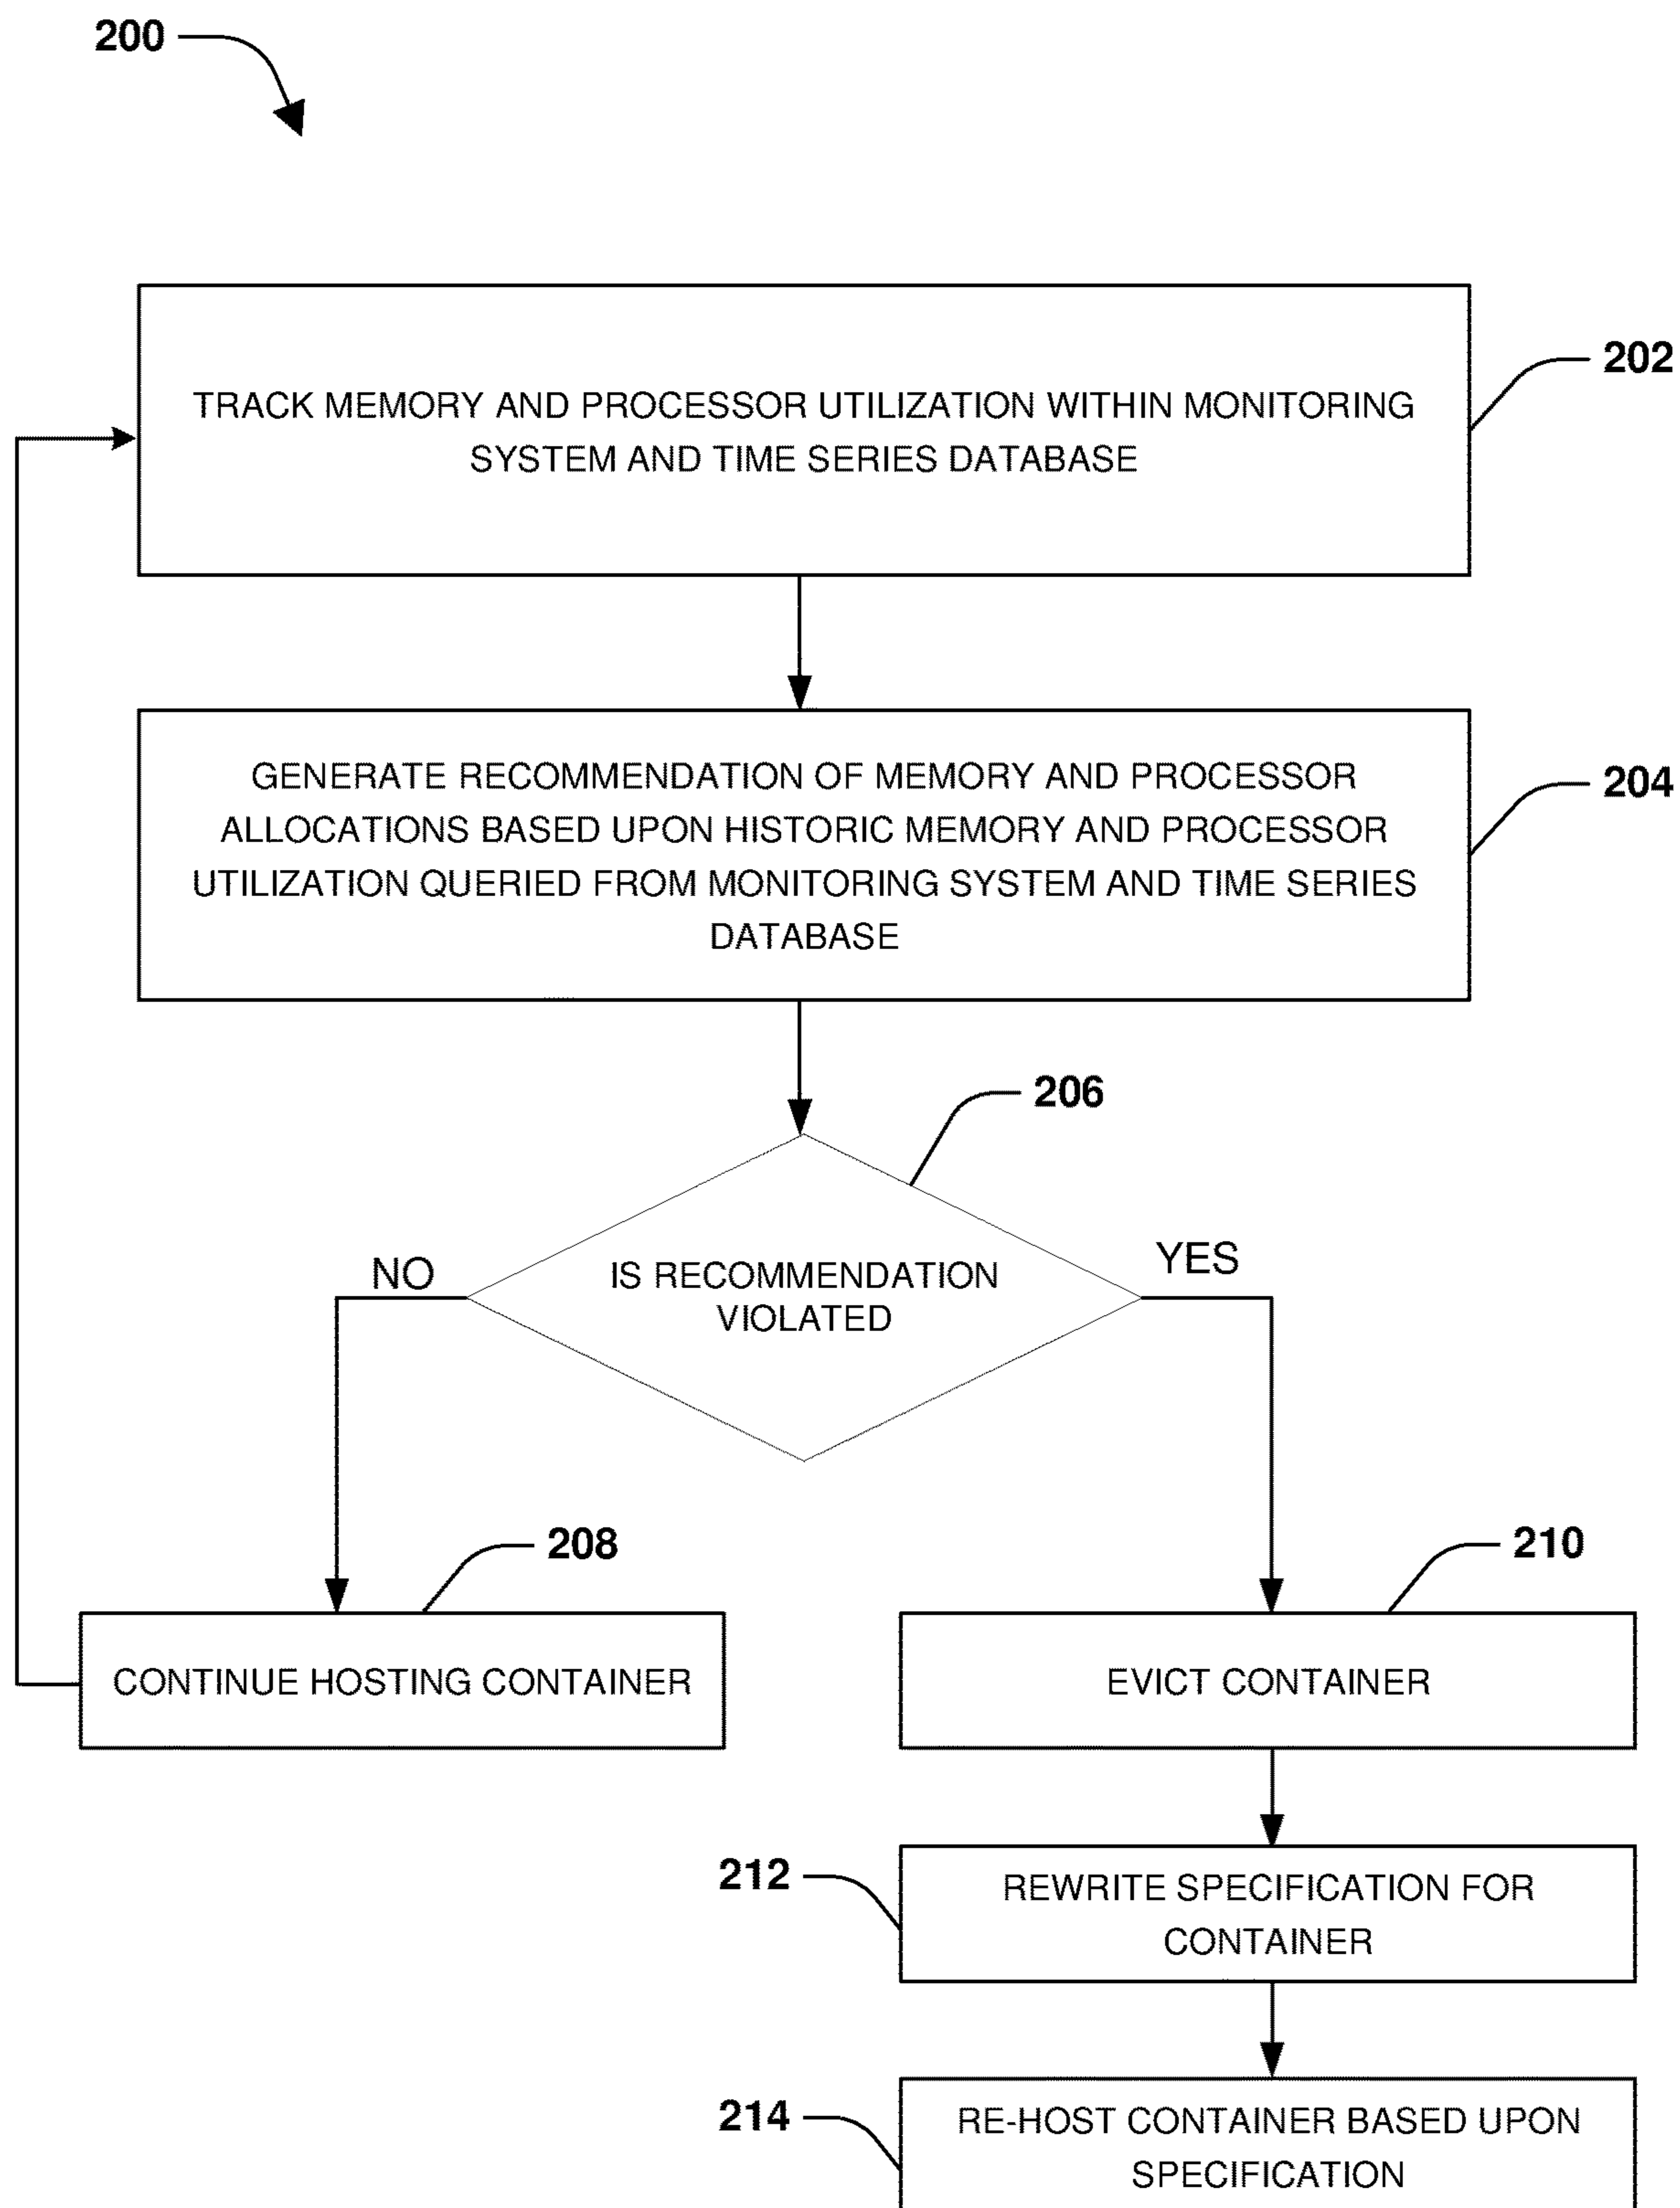 200
TRACK MEMORY AND PROCESSOR UTILIZATION WITHIN MONITORING
SYSTEM AND TIME SERIES DATABASE
202
GENERATE RECOMMENDATION OF MEMORY AND PROCESSOR
ALLOCATIONS BASED UPON HISTORIC MEMORY AND PROCESSOR
UTILIZATION QUERIED FROM MONITORING SYSTEM AND TIME SERIES
DATABASE
204
206
IS RECOMMENDATION
VIOLATED
NO
YES
208
CONTINUE HOSTING CONTAINER
210
EVICT CONTAINER
212
REWRITE SPECIFICATION FOR
CONTAINER
214
RE-HOST CONTAINER BASED UPON
SPECIFICATION